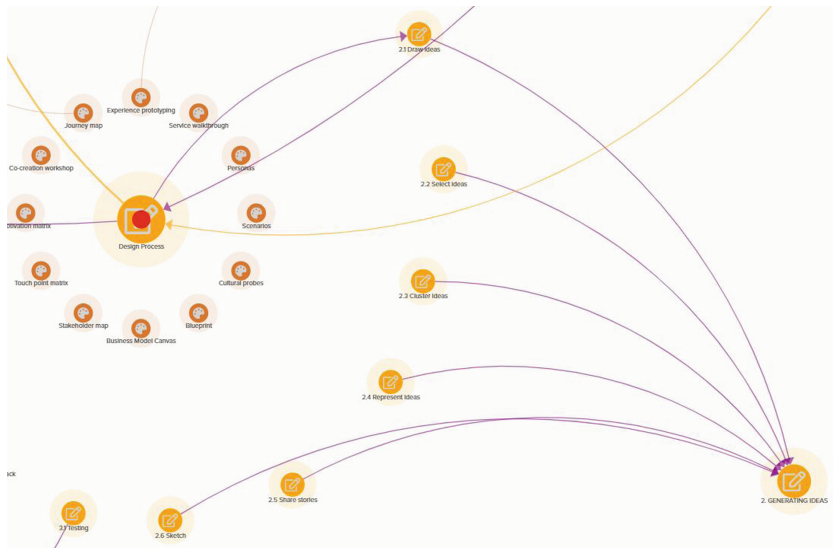 2.1 Draw Ideas
Experience prototyping
Journey map
Service walkthrough
Co-creation workshop
Personas
2.2 Select Ideas
ovation matrix
Scenarios
Design Process
Touch point matrix
Cultural probes
2.3 Cluster Ideas
Stakeholder map
Blueprint
Business Model Canvas
2.4 Represent Ideas
ack
2.5 Share stories
2. GENERATING IDEAS
3.1 Testing
2.6 Sketch